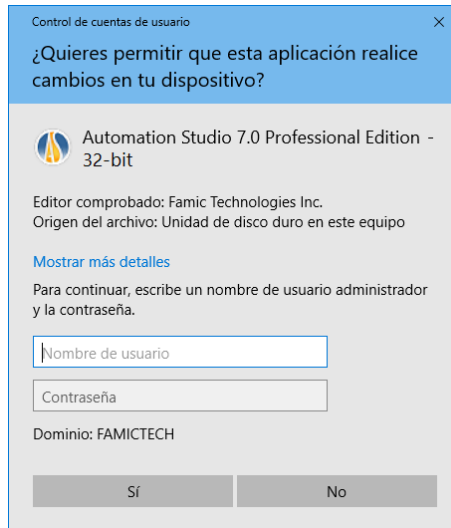 Control de cuentas de usuario
¿Quieres permitir que esta aplicación realice
cambios en tu dispositivo?
Automation Studio 7.0 Professional Edition -
32-bit
Editor comprobado: Famic Technologies Inc.
Origen del archivo: Unidad de disco duro en este equipo
Mostrar más detalles
Para continuar, escribe un nombre de usuario administrador
y la contraseña.
Nombre de usuario
Contraseña
Dominio: FAMICTECH
Sí
No